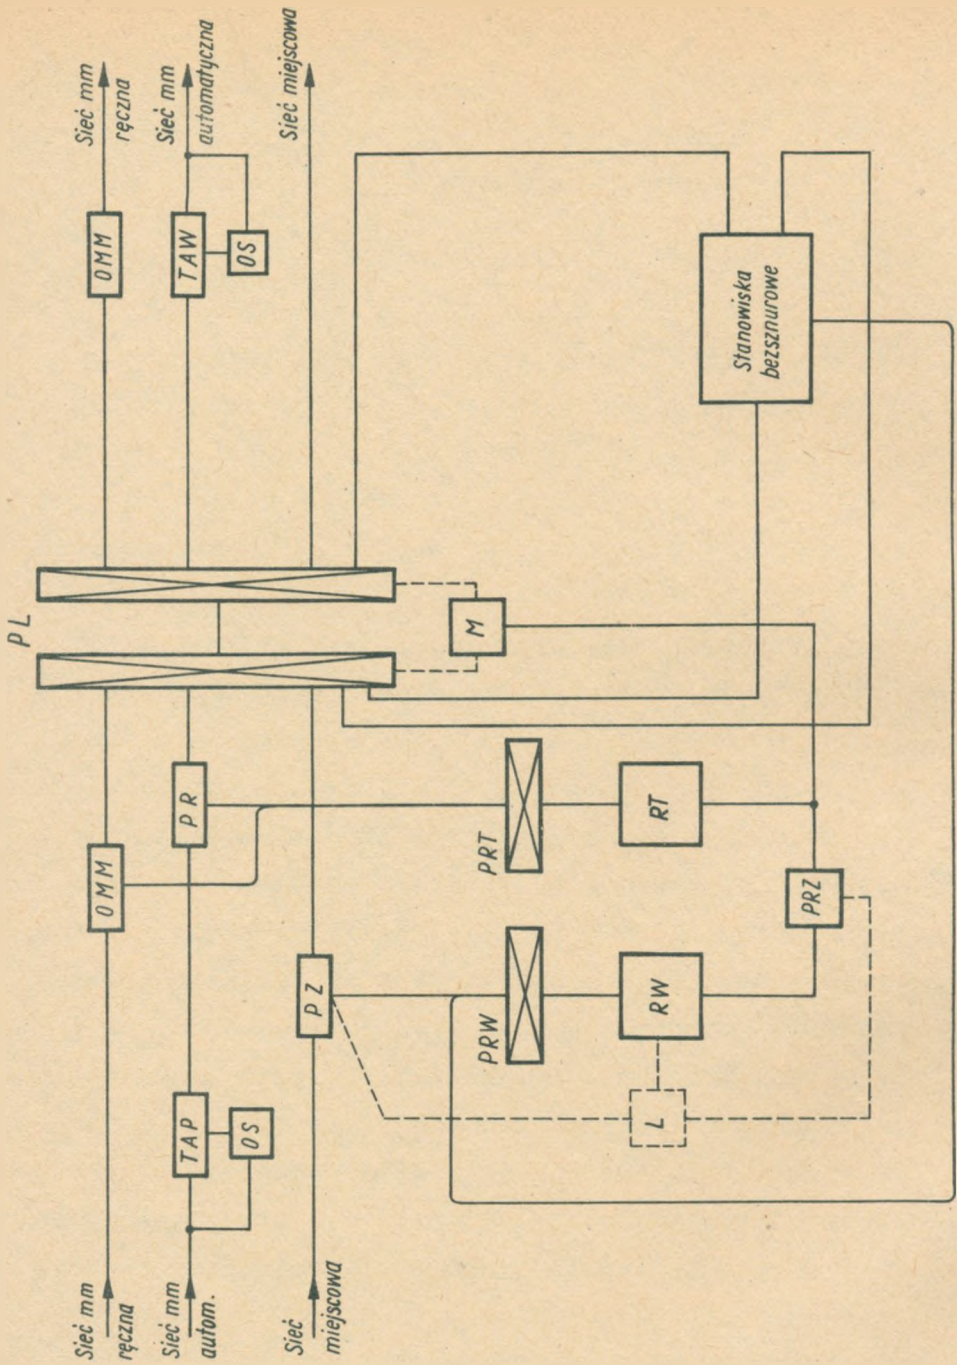 Sieć mm
ręczna
Sieć mm
autom.
Sieć
miejscowa
TAP
OS
OMM
PR
PZ
PL
OMM
TAW
OS
Sieć mm
ręczna
Sieć mm
automatyczna
Sieć miejscowa
M
PRW
PRT
RW
RT
L
PRZ
Stanowiska
bezsznurowe